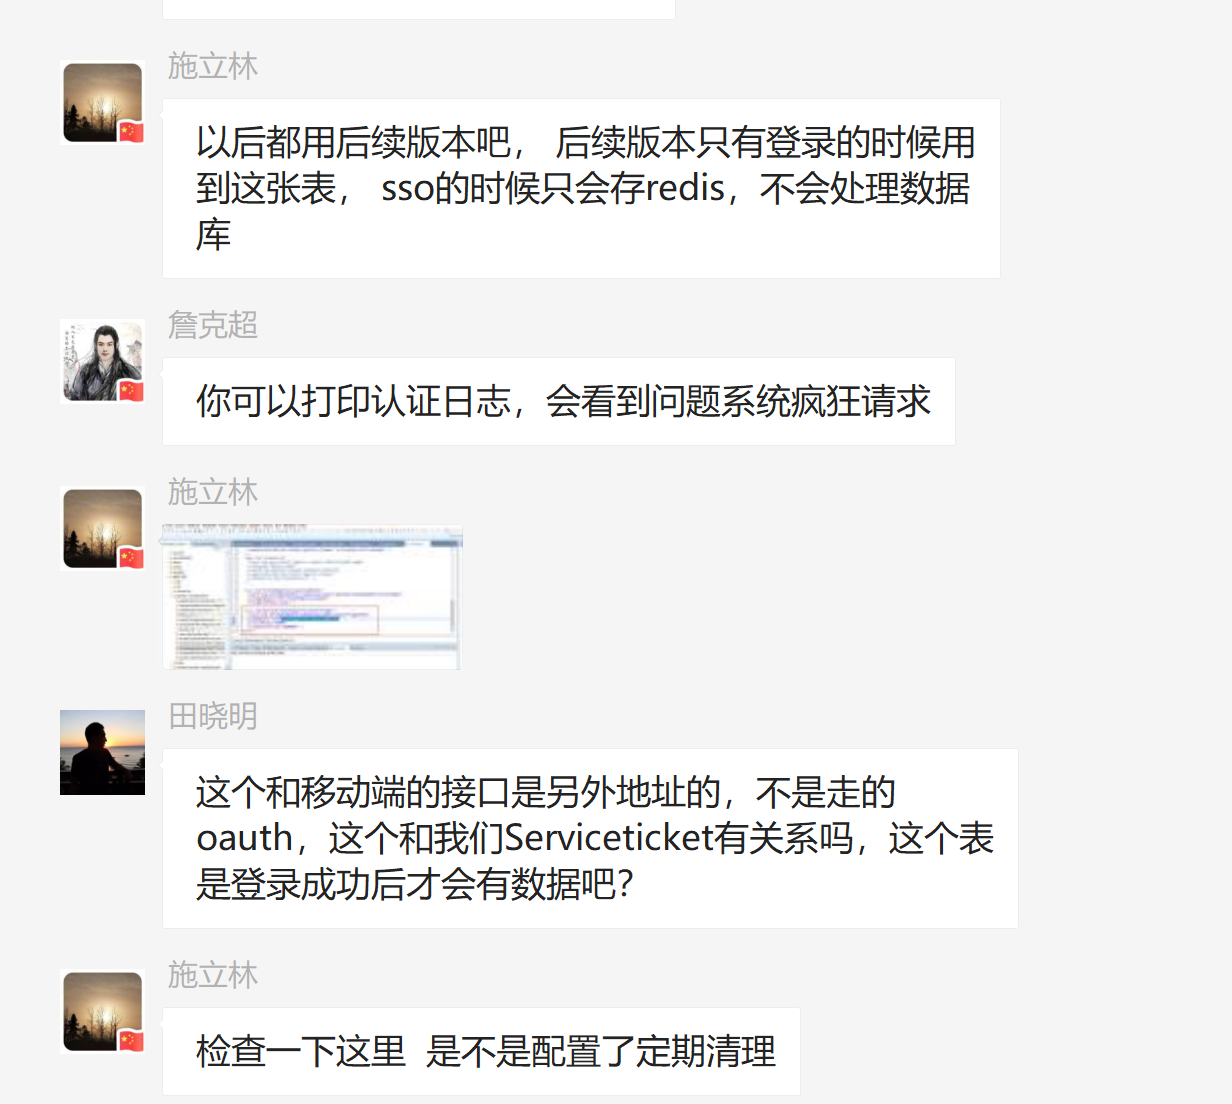 施立林
以后都用后续版本吧， 后续版本只有登录的时候用
到这张表， sso的时候只会存redis，不会处理数据
库
詹克超
你可以打印认证日志，会看到问题系统疯狂请求
施立林
田晓明
这个和移动端的接口是另外地址的，不是走的
oauth，这个和我们Serviceticket有关系吗，这个表
是登录成功后才会有数据吧？
施立林
检查一下这里 是不是配置了定期清理